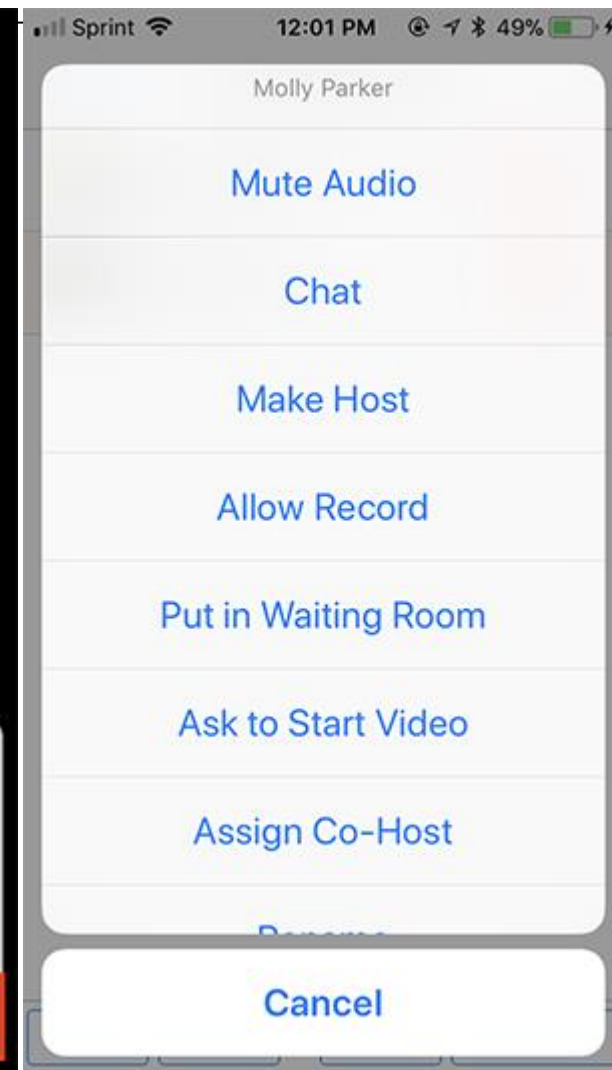 Sprint 12:01 PM 49%
Molly Parker
Mute Audio
Chat
Make Host
Allow Record
Put in Waiting Room
Ask to Start Video
Assign Co-Host
Cancel